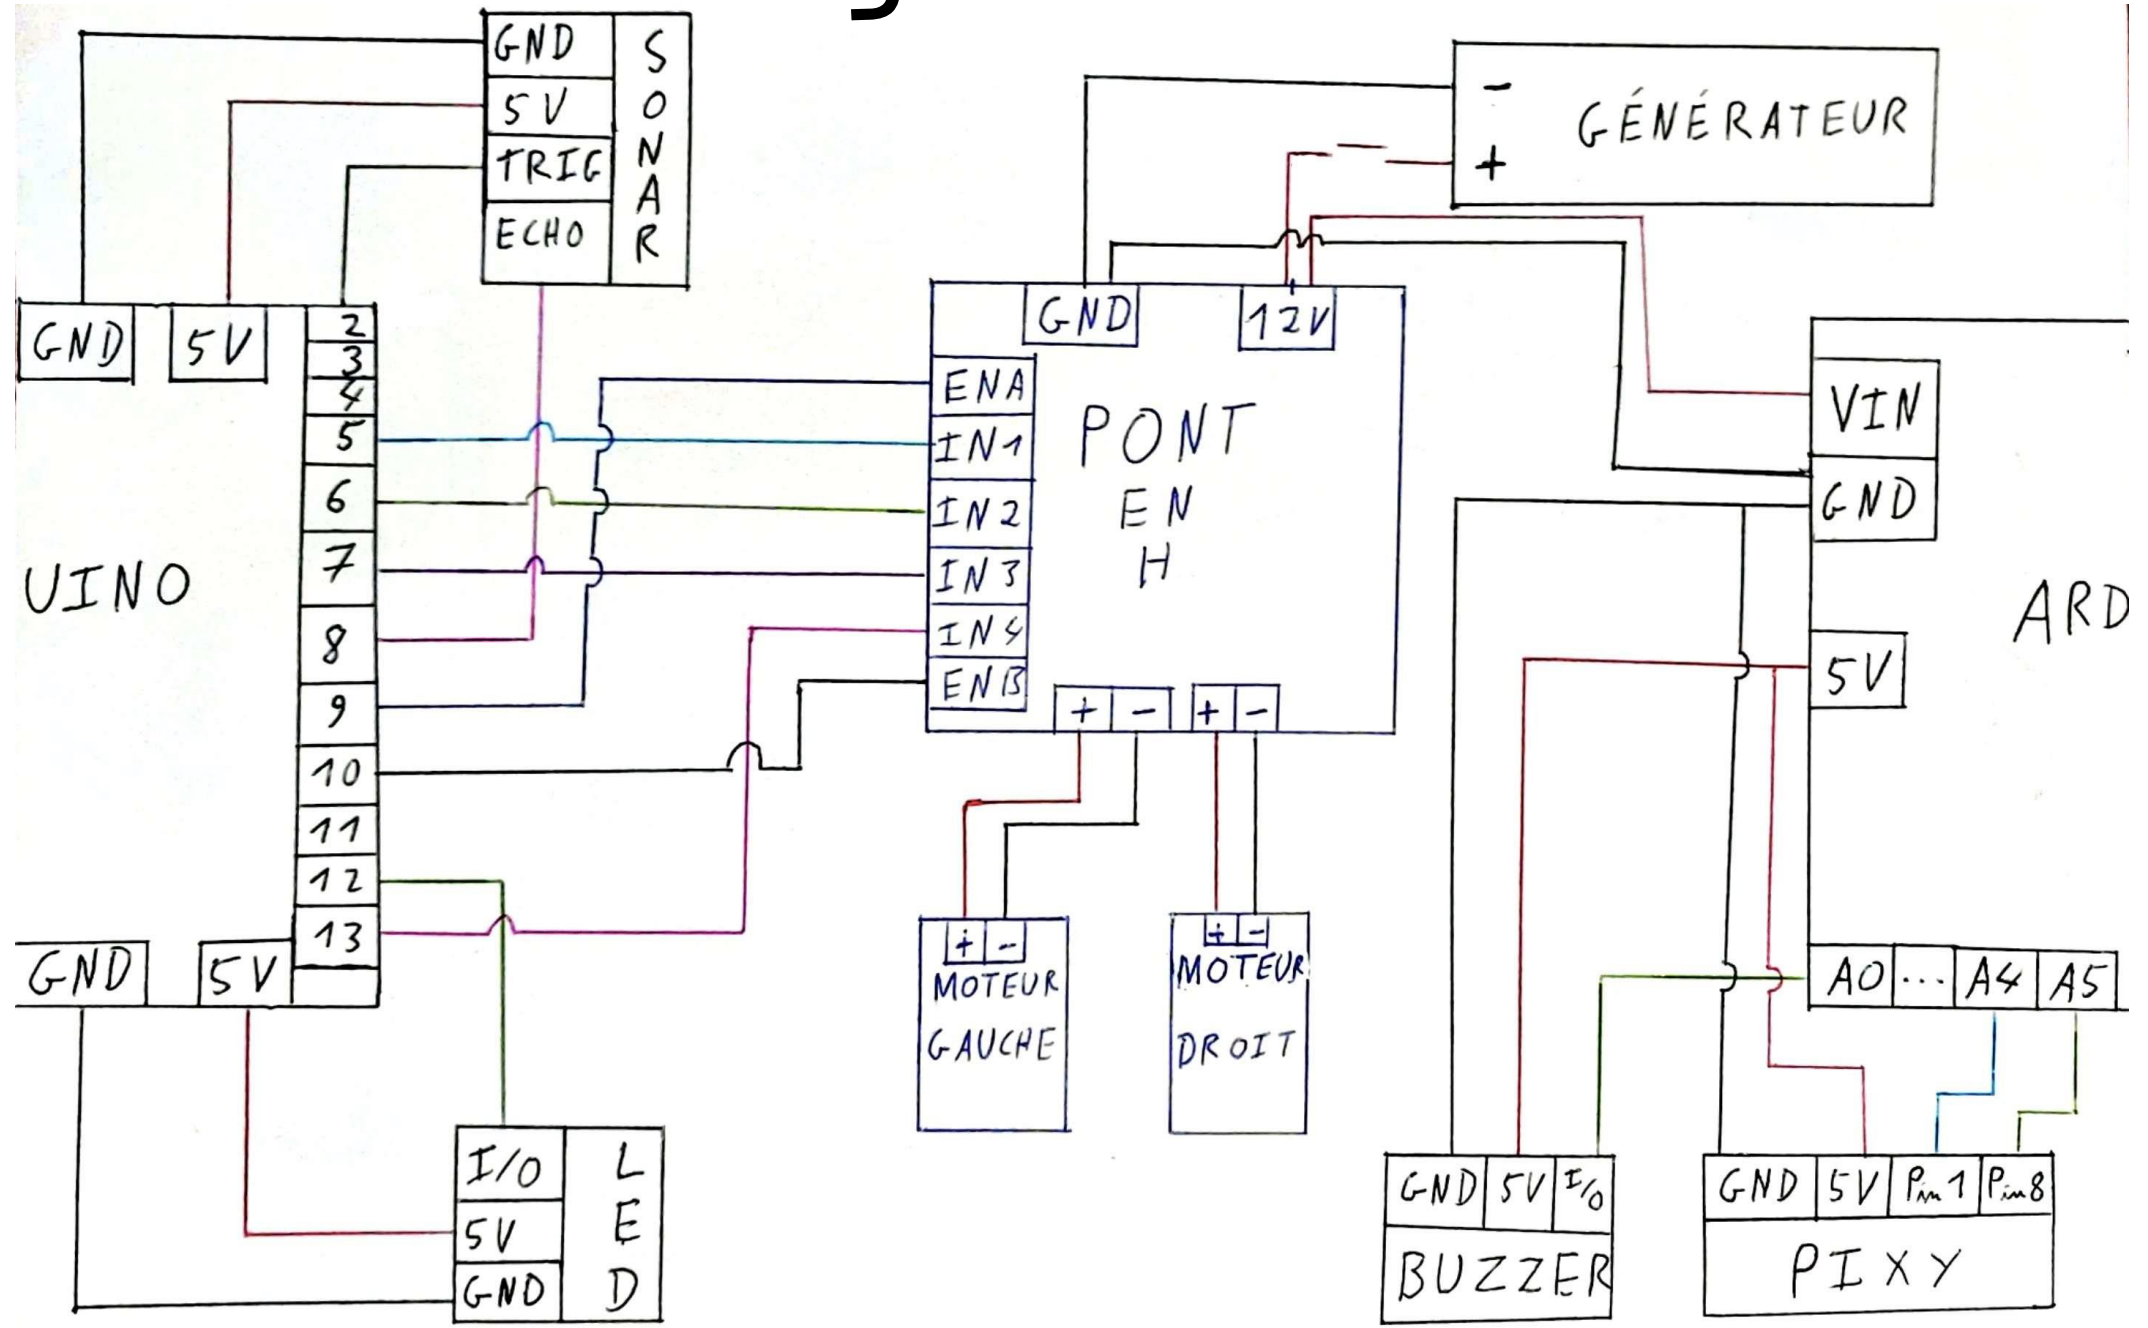 GND
5V
TRIG
ECHO
SONAR
- GÉNÉRATEUR
+
GND
5V
2
3
4
5
6
7
8
9
10
11
12
13
UINO
GND
5V
GND
12V
ENA
IN1
IN2
IN3
IN4
ENB
PONT
EN
H
+ -
+ -
+ -
MOTEUR
GAUCHE
+ -
MOTEUR
DROIT
VIN
GND
5V
ARD
A0 ... A4 A5
I/O
5V
GND
LED
GND 5V I/O
BUZZER
GND 5V Pin1 Pin8
PIXY